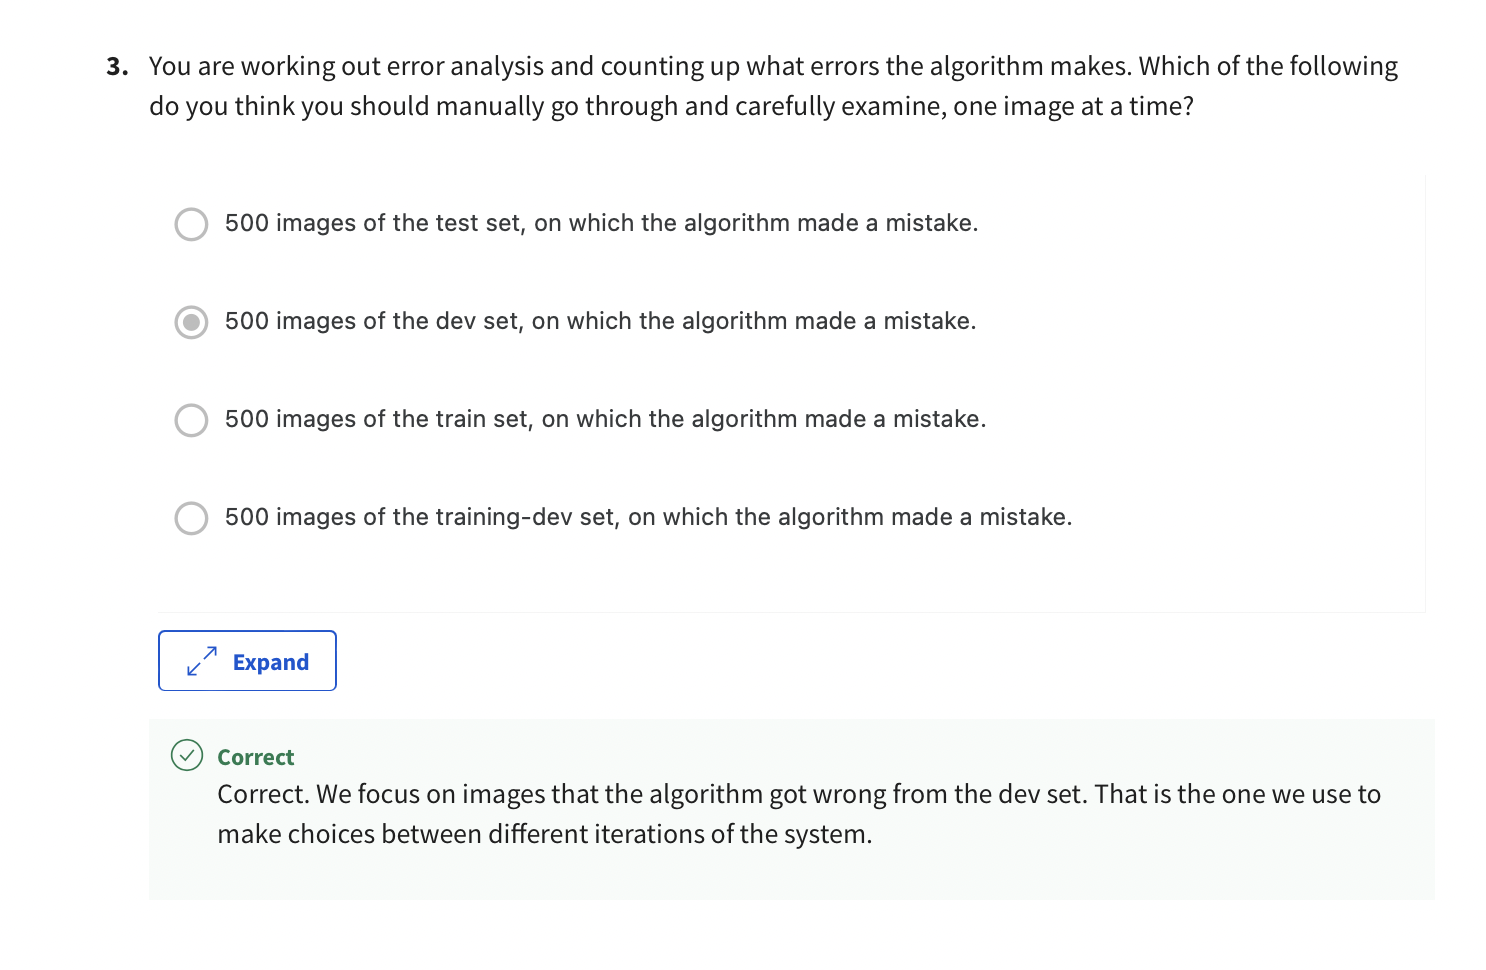 3. You are working out error analysis and counting up what errors the algorithm makes. Which of the following
do you think you should manually go through and carefully examine, one image at a time?
500 images of the test set, on which the algorithm made a mistake.
500 images of the dev set, on which the algorithm made a mistake.
500 images of the train set, on which the algorithm made a mistake.
500 images of the training-dev set, on which the algorithm made a mistake.
Expand
Correct
Correct. We focus on images that the algorithm got wrong from the dev set. That is the one we use to
make choices between different iterations of the system.